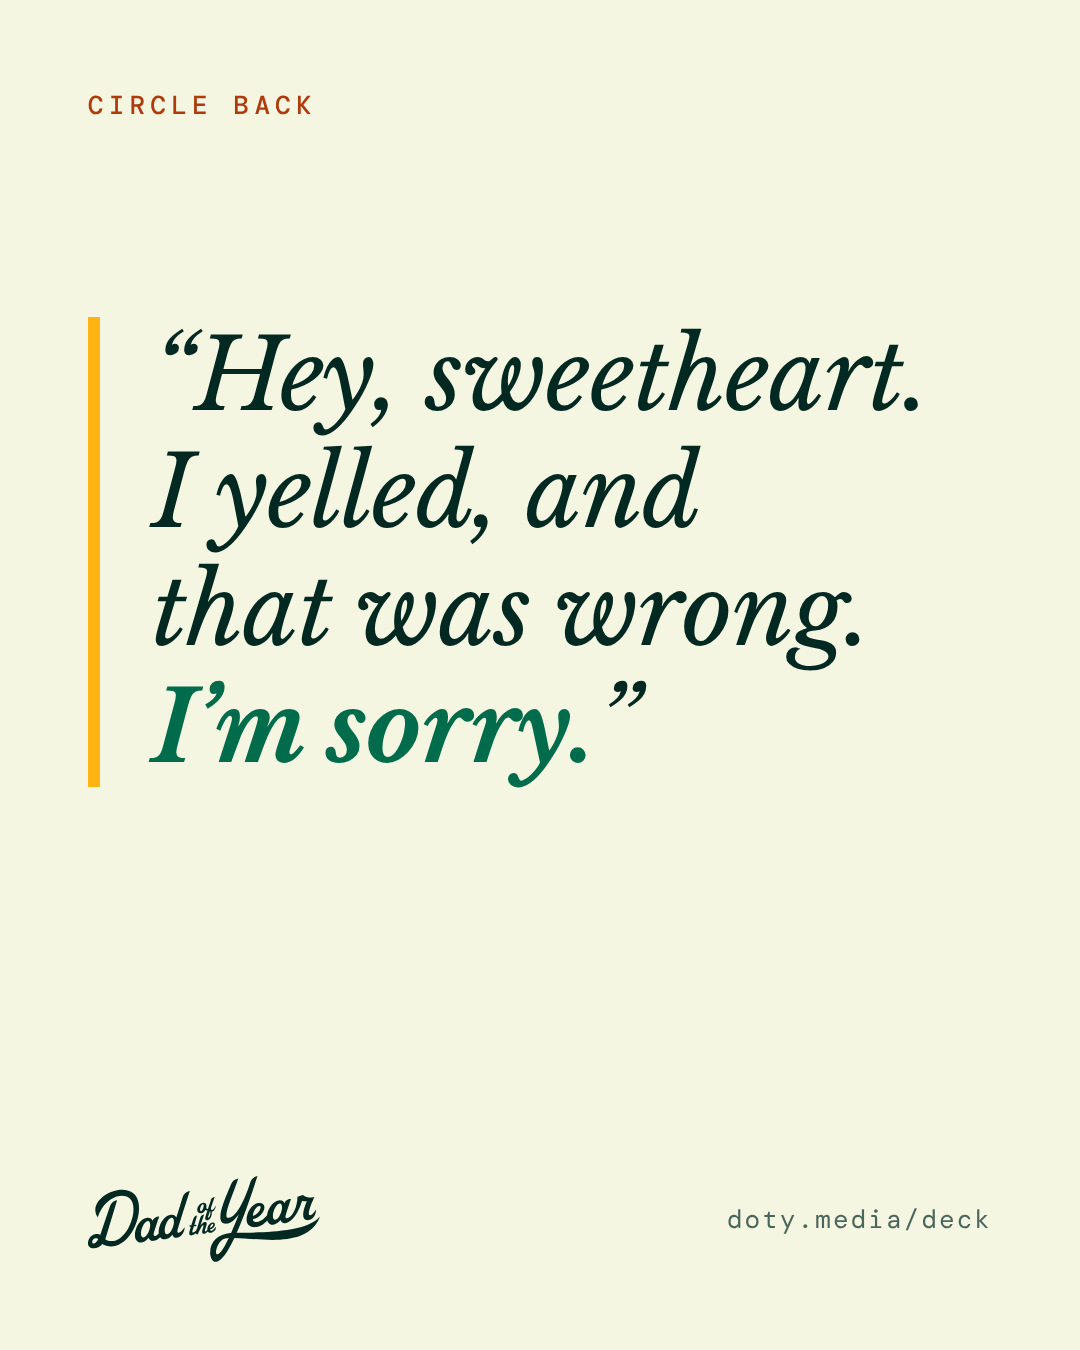 CIRCLE BACK
“Hey, sweetheart.
I yelled, and
that was wrong.
I’m sorry.”
Dad of the Year
doty.media/deck